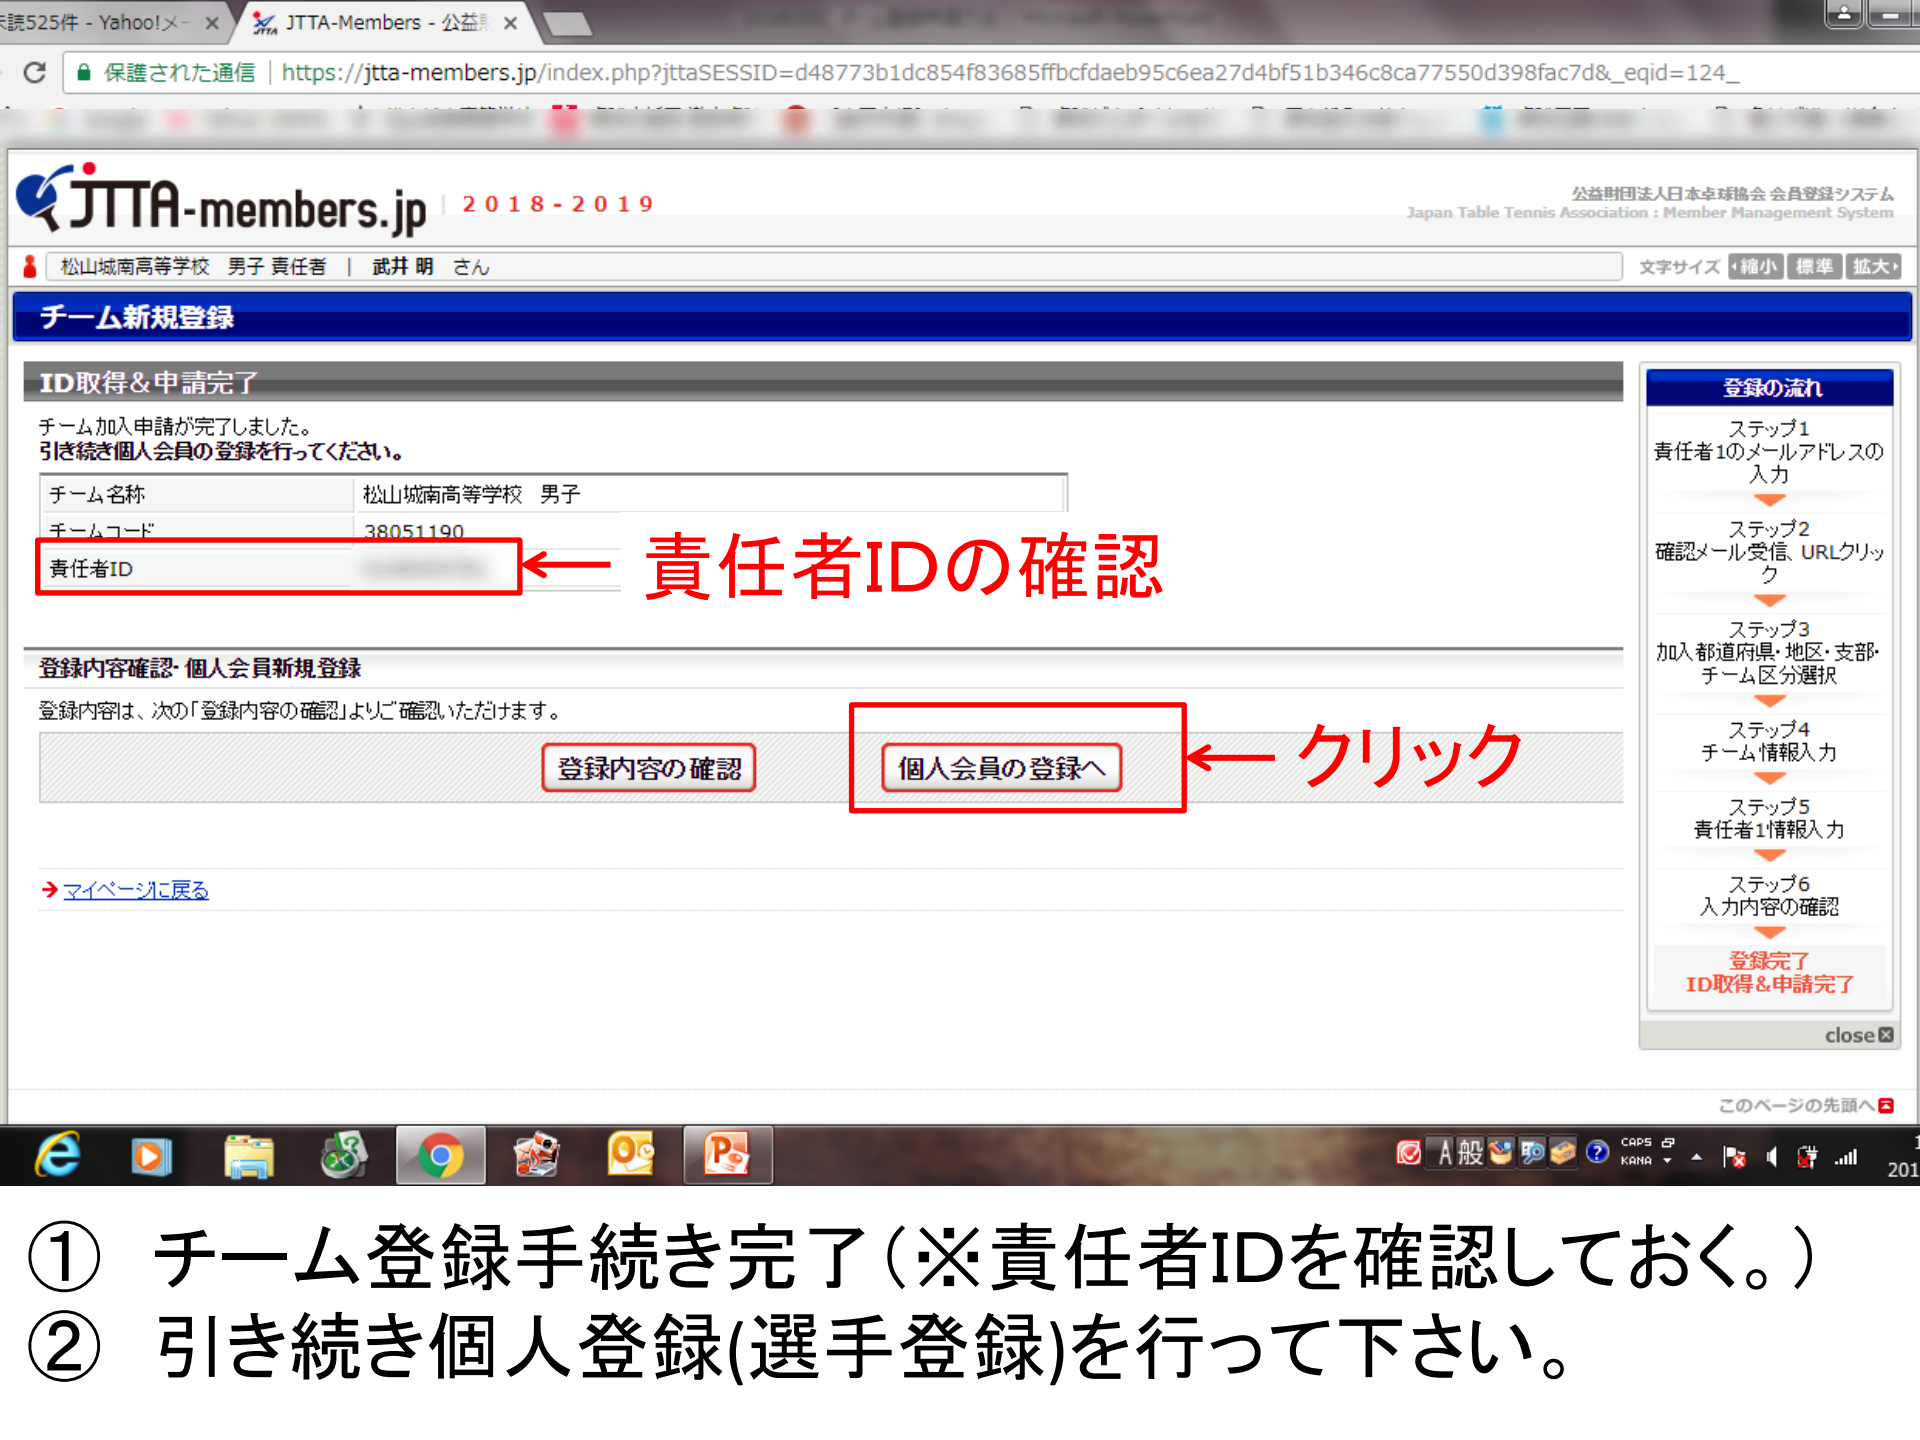 未読525件 - Yahoo!メー ×
JTTA-Members - 公益 ×
保護された通信 | https://jtta-members.jp/index.php?jttaSESSID=d48773b1dc854f83685ffbcfdaeb95c6ea27d4bf51b346c8ca77550d398fac7d&_eqid=124_
JTTA-members.jp 2018-2019
公益財団法人日本卓球協会 会員登録システム
Japan Table Tennis Association : Member Management System
松山城南高等学校　男子 責任者　|　武井 明　さん
文字サイズ 縮小 標準 拡大
チーム新規登録
ID取得&申請完了
チーム加入申請が完了しました。
引き続き個人会員の登録を行ってください。
チーム名称 松山城南高等学校　男子
チームコード 38051190
責任者ID
← 責任者IDの確認
登録内容確認・個人会員新規登録
登録内容は、次の「登録内容の確認」よりご確認いただけます。
登録内容の確認
個人会員の登録へ
← クリック
マイページに戻る
登録の流れ
ステップ1
責任者1のメールアドレスの
入力
ステップ2
確認メール受信、URLクリッ
ク
ステップ3
加入都道府県・地区・支部・
チーム区分選択
ステップ4
チーム情報入力
ステップ5
責任者1情報入力
ステップ6
入力内容の確認
登録完了
ID取得&申請完了
close
このページの先頭へ
A 般
CAPS
KANA
201
①　チーム登録手続き完了（※責任者IDを確認しておく。）
②　引き続き個人登録(選手登録)を行って下さい。